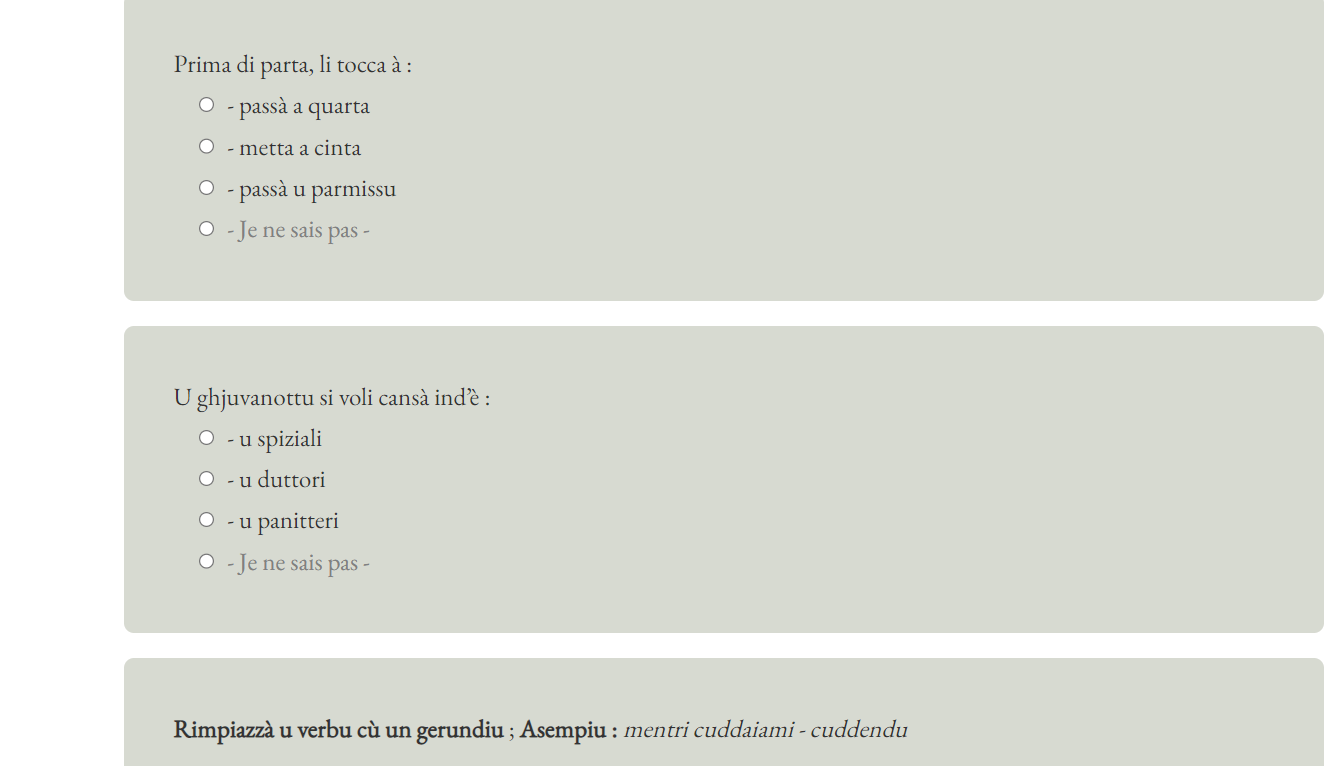 Prima di parta, li tocca à :
- passà a quarta
- metta a cinta
- passà u parmissu
- Je ne sais pas -
U ghjuvanottu si voli cansà ind’è :
- u spiziali
- u duttori
- u panitteri
- Je ne sais pas -
Rimpiazzà u verbu cù un gerundiu ; Asempiu : mentri cuddaiami - cuddendu